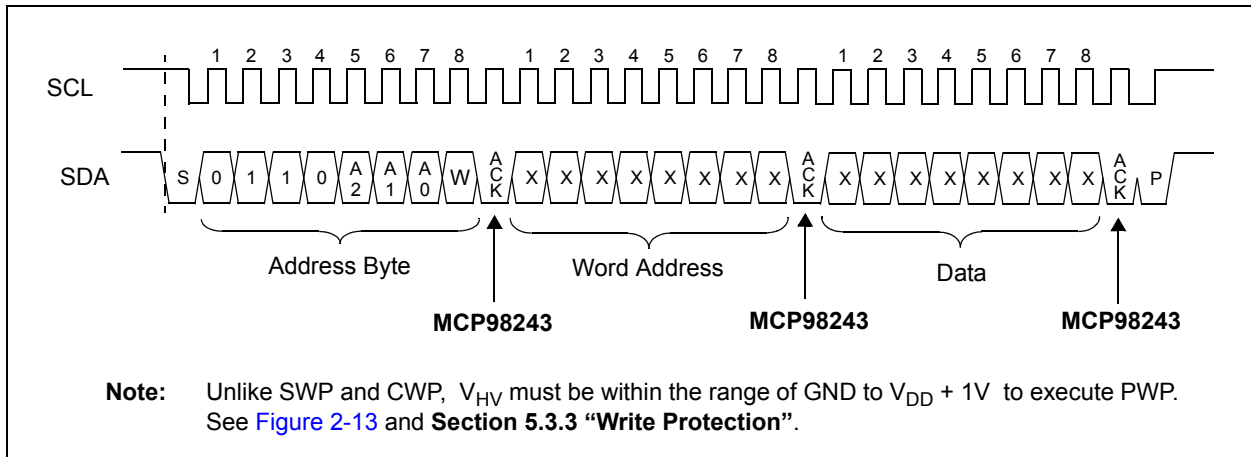 1 2 3 4 5 6 7 8 1 2 3 4 5 6 7 8 1 2 3 4 5 6 7 8
SCL
SDA S 0 1 1 0 A2 A1 A0 W ACK X X X X X X X X ACK X X X X X X X X ACK P
Address Byte Word Address Data
MCP98243 MCP98243 MCP98243
Note: Unlike SWP and CWP, VHV must be within the range of GND to VDD + 1V to execute PWP.
See Figure 2-13 and Section 5.3.3 “Write Protection”.